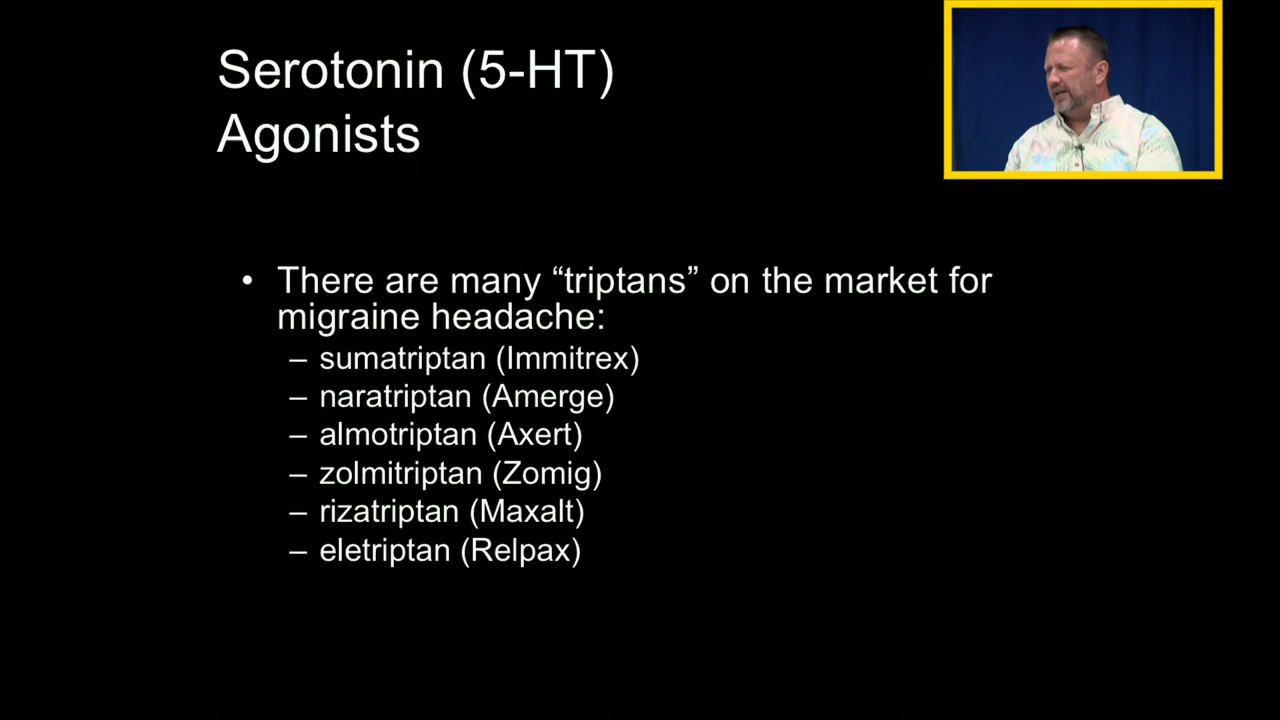 Serotonin (5-HT)
Agonists
• There are many “triptans” on the market for
migraine headache:
– sumatriptan (Immitrex)
– naratriptan (Amerge)
– almotriptan (Axert)
– zolmitriptan (Zomig)
– rizatriptan (Maxalt)
– eletriptan (Relpax)